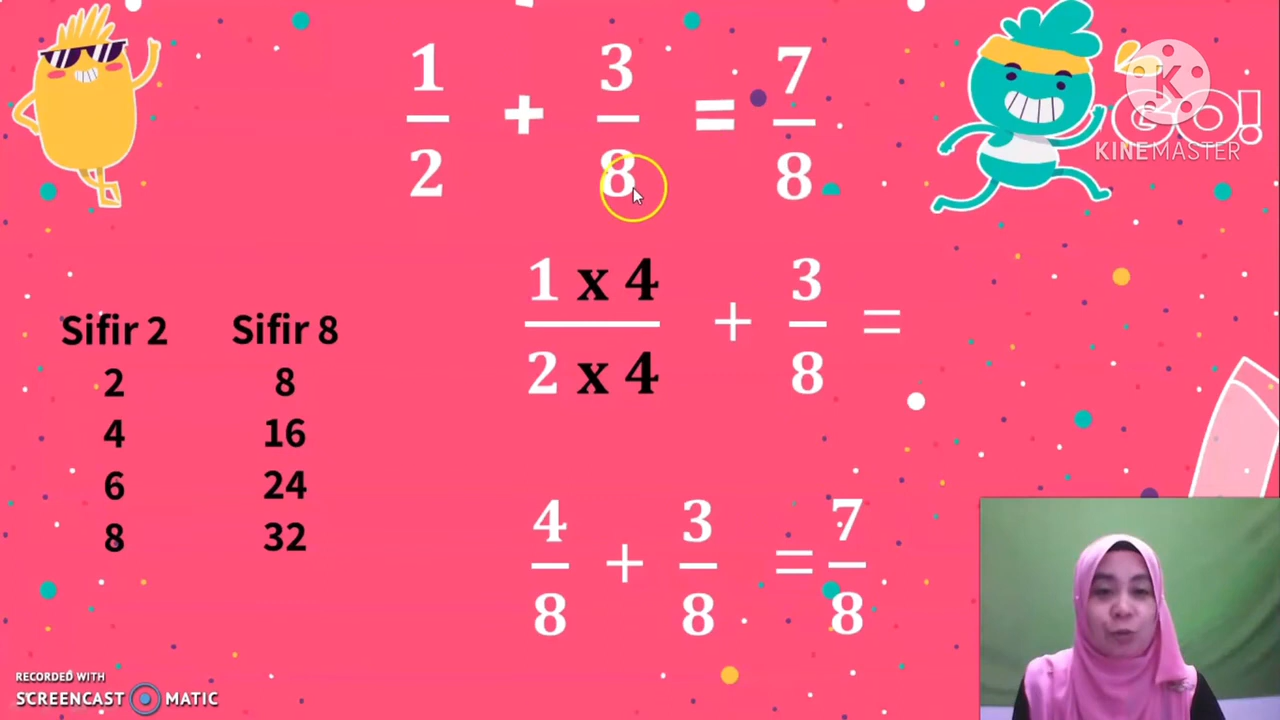 1/2 + 3/8 = 7/8
GO!
KINEMASTER
1 x 4 / 2 x 4 + 3/8 =
Sifir 2 Sifir 8
2 8
4 16
6 24
8 32
4/8 + 3/8 = 7/8
RECORDED WITH
SCREENCAST MATIC